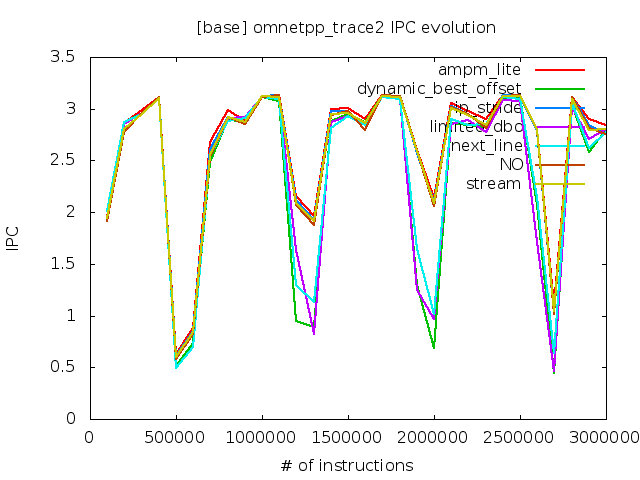 [base] omnetpp_trace2 IPC evolution
3.5
3
2.5
2
1.5
1
0.5
0
IPC
ampm_lite
dynamic_best_offset
ip_stride
limited_dbo
next_line
NO
stream
0
500000
1000000
1500000
2000000
2500000
3000000
# of instructions